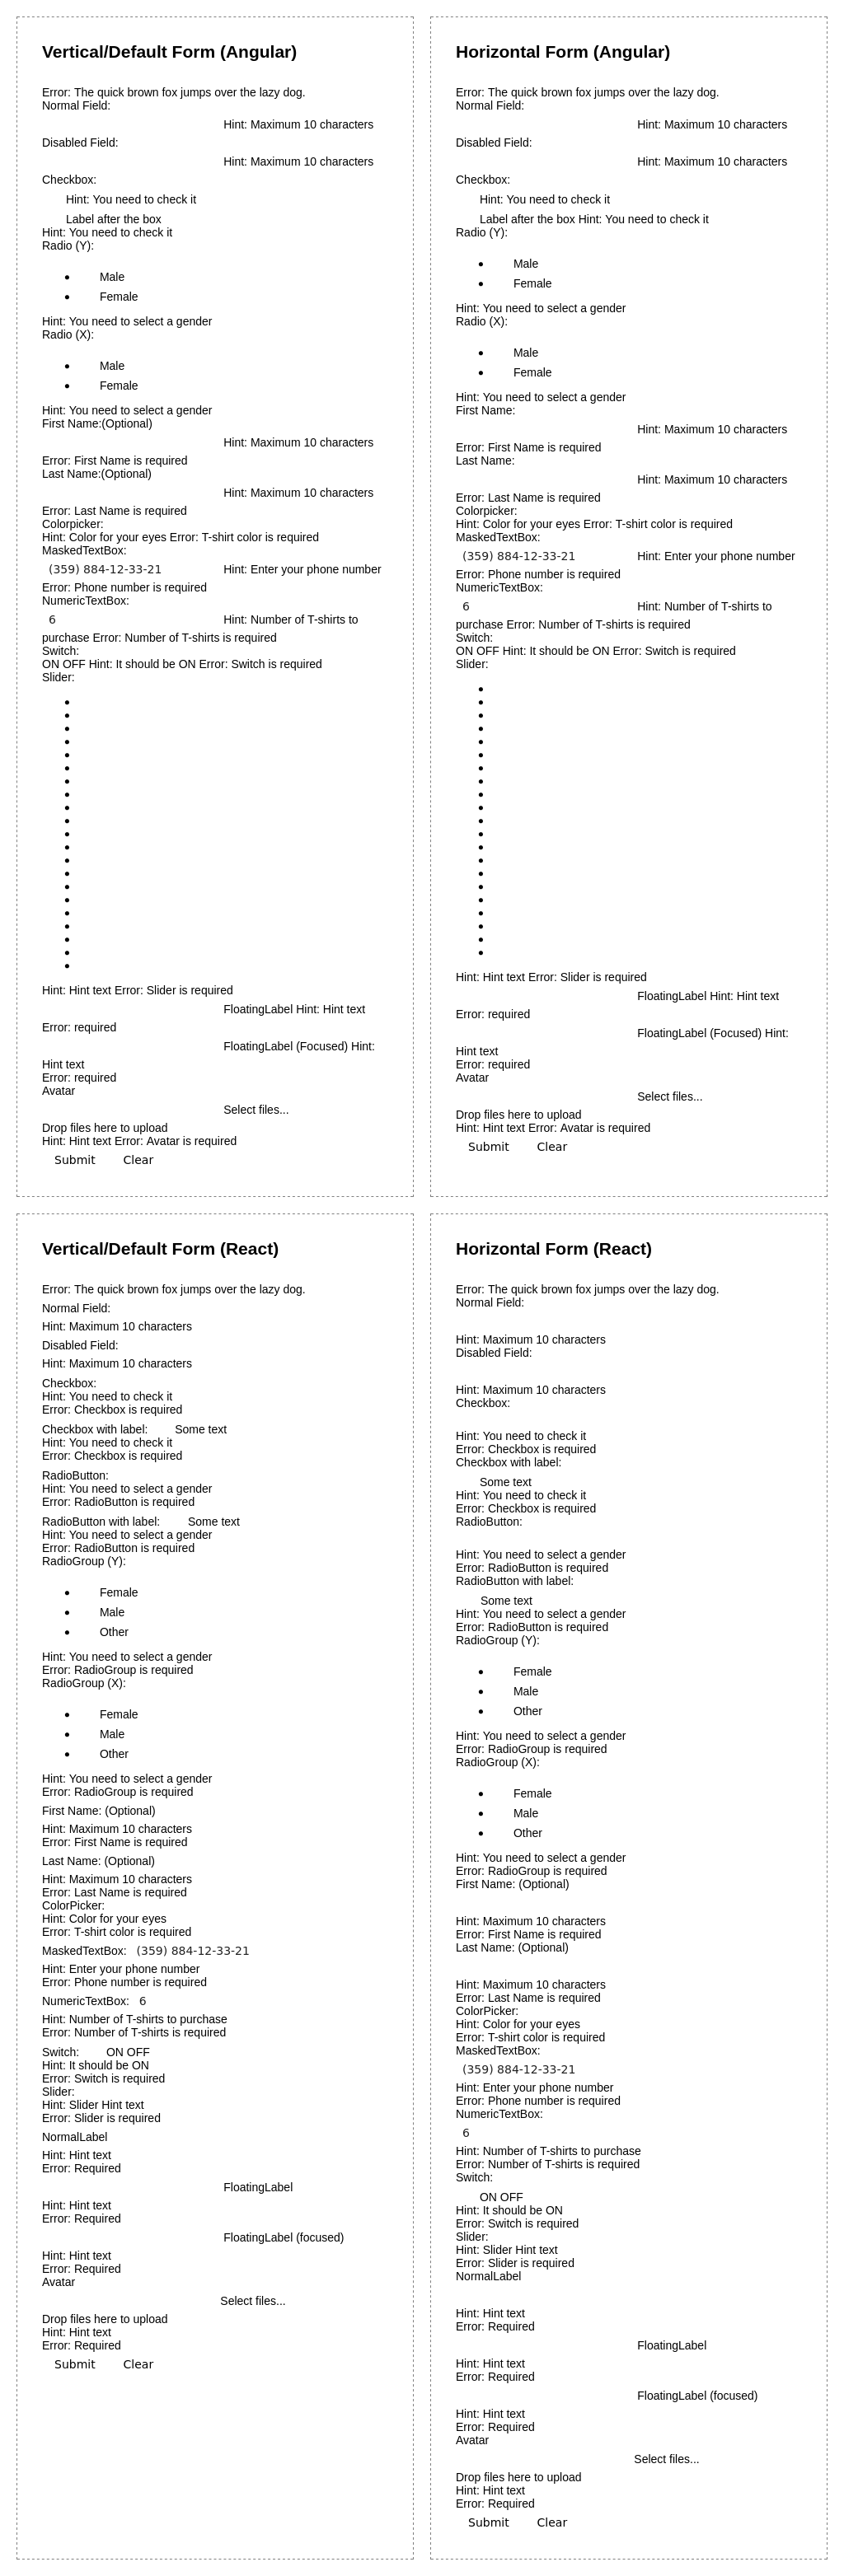 Vertical/Default Form (Angular)
Error: The quick brown fox jumps over the lazy dog.
Normal Field:
Hint: Maximum 10 characters
Disabled Field:
Hint: Maximum 10 characters
Checkbox:
Hint: You need to check it
Label after the box
Hint: You need to check it
Radio (Y):
Male
Female
Hint: You need to select a gender
Radio (X):
Male
Female
Hint: You need to select a gender
First Name:(Optional)
Hint: Maximum 10 characters
Error: First Name is required
Last Name:(Optional)
Hint: Maximum 10 characters
Error: Last Name is required
Colorpicker:
Hint: Color for your eyes Error: T-shirt color is required
MaskedTextBox:
(359) 884-12-33-21 Hint: Enter your phone number
Error: Phone number is required
NumericTextBox:
6 Hint: Number of T-shirts to
purchase Error: Number of T-shirts is required
Switch:
ON OFF Hint: It should be ON Error: Switch is required
Slider:
Hint: Hint text Error: Slider is required
FloatingLabel Hint: Hint text
Error: required
FloatingLabel (Focused) Hint:
Hint text
Error: required
Avatar
Select files...
Drop files here to upload
Hint: Hint text Error: Avatar is required
Submit Clear
Horizontal Form (Angular)
Error: The quick brown fox jumps over the lazy dog.
Normal Field:
Hint: Maximum 10 characters
Disabled Field:
Hint: Maximum 10 characters
Checkbox:
Hint: You need to check it
Label after the box Hint: You need to check it
Radio (Y):
Male
Female
Hint: You need to select a gender
Radio (X):
Male
Female
Hint: You need to select a gender
First Name:
Hint: Maximum 10 characters
Error: First Name is required
Last Name:
Hint: Maximum 10 characters
Error: Last Name is required
Colorpicker:
Hint: Color for your eyes Error: T-shirt color is required
MaskedTextBox:
(359) 884-12-33-21 Hint: Enter your phone number
Error: Phone number is required
NumericTextBox:
6 Hint: Number of T-shirts to
purchase Error: Number of T-shirts is required
Switch:
ON OFF Hint: It should be ON Error: Switch is required
Slider:
Hint: Hint text Error: Slider is required
FloatingLabel Hint: Hint text
Error: required
FloatingLabel (Focused) Hint:
Hint text
Error: required
Avatar
Select files...
Drop files here to upload
Hint: Hint text Error: Avatar is required
Submit Clear
Vertical/Default Form (React)
Error: The quick brown fox jumps over the lazy dog.
Normal Field:
Hint: Maximum 10 characters
Disabled Field:
Hint: Maximum 10 characters
Checkbox:
Hint: You need to check it
Error: Checkbox is required
Checkbox with label: Some text
Hint: You need to check it
Error: Checkbox is required
RadioButton:
Hint: You need to select a gender
Error: RadioButton is required
RadioButton with label: Some text
Hint: You need to select a gender
Error: RadioButton is required
RadioGroup (Y):
Female
Male
Other
Hint: You need to select a gender
Error: RadioGroup is required
RadioGroup (X):
Female
Male
Other
Hint: You need to select a gender
Error: RadioGroup is required
First Name: (Optional)
Hint: Maximum 10 characters
Error: First Name is required
Last Name: (Optional)
Hint: Maximum 10 characters
Error: Last Name is required
ColorPicker:
Hint: Color for your eyes
Error: T-shirt color is required
MaskedTextBox: (359) 884-12-33-21
Hint: Enter your phone number
Error: Phone number is required
NumericTextBox: 6
Hint: Number of T-shirts to purchase
Error: Number of T-shirts is required
Switch: ON OFF
Hint: It should be ON
Error: Switch is required
Slider:
Hint: Slider Hint text
Error: Slider is required
NormalLabel
Hint: Hint text
Error: Required
FloatingLabel
Hint: Hint text
Error: Required
FloatingLabel (focused)
Hint: Hint text
Error: Required
Avatar
Select files...
Drop files here to upload
Hint: Hint text
Error: Required
Submit Clear
Horizontal Form (React)
Error: The quick brown fox jumps over the lazy dog.
Normal Field:
Hint: Maximum 10 characters
Disabled Field:
Hint: Maximum 10 characters
Checkbox:
Hint: You need to check it
Error: Checkbox is required
Checkbox with label:
Some text
Hint: You need to check it
Error: Checkbox is required
RadioButton:
Hint: You need to select a gender
Error: RadioButton is required
RadioButton with label:
Some text
Hint: You need to select a gender
Error: RadioButton is required
RadioGroup (Y):
Female
Male
Other
Hint: You need to select a gender
Error: RadioGroup is required
RadioGroup (X):
Female
Male
Other
Hint: You need to select a gender
Error: RadioGroup is required
First Name: (Optional)
Hint: Maximum 10 characters
Error: First Name is required
Last Name: (Optional)
Hint: Maximum 10 characters
Error: Last Name is required
ColorPicker:
Hint: Color for your eyes
Error: T-shirt color is required
MaskedTextBox:
(359) 884-12-33-21
Hint: Enter your phone number
Error: Phone number is required
NumericTextBox:
6
Hint: Number of T-shirts to purchase
Error: Number of T-shirts is required
Switch:
ON OFF
Hint: It should be ON
Error: Switch is required
Slider:
Hint: Slider Hint text
Error: Slider is required
NormalLabel
Hint: Hint text
Error: Required
FloatingLabel
Hint: Hint text
Error: Required
FloatingLabel (focused)
Hint: Hint text
Error: Required
Avatar
Select files...
Drop files here to upload
Hint: Hint text
Error: Required
Submit Clear